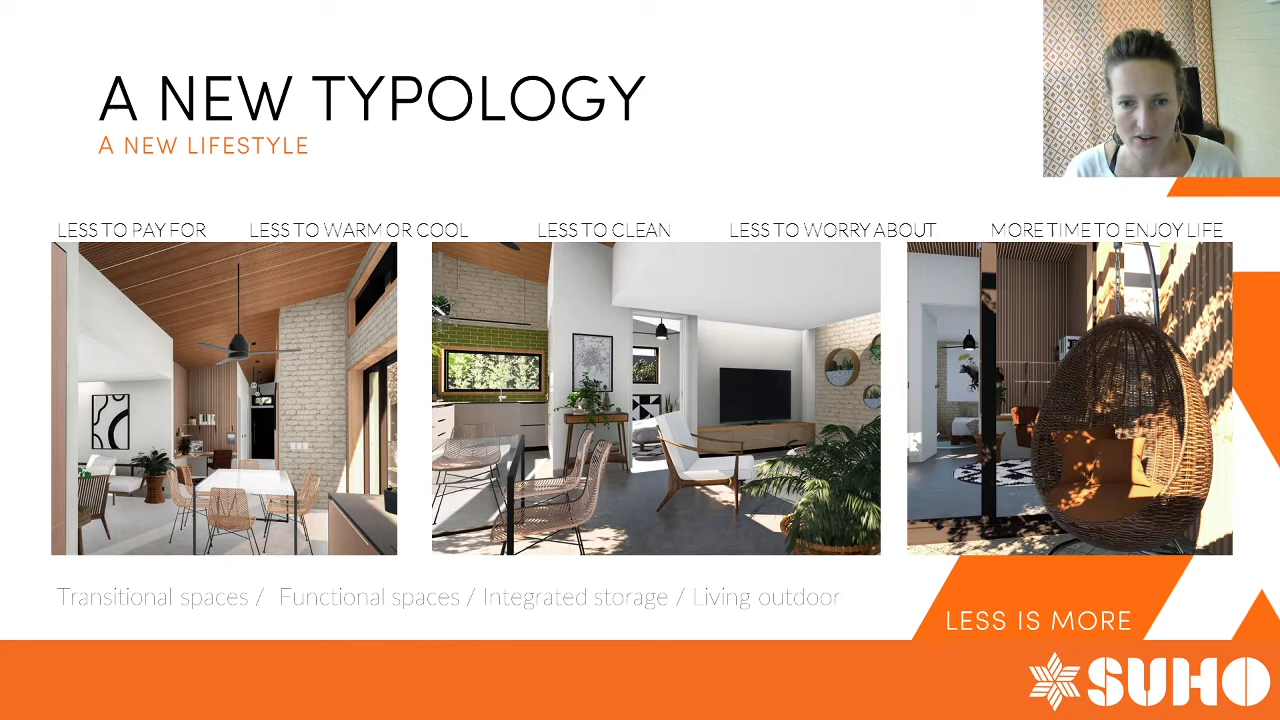 A NEW TYPOLOGY
A NEW LIFESTYLE
LESS TO PAY FOR
LESS TO WARM OR COOL
LESS TO CLEAN
LESS TO WORRY ABOUT
MORE TIME TO ENJOY LIFE
Transitional spaces / Functional spaces / Integrated storage / Living outdoor
LESS IS MORE
SUHO